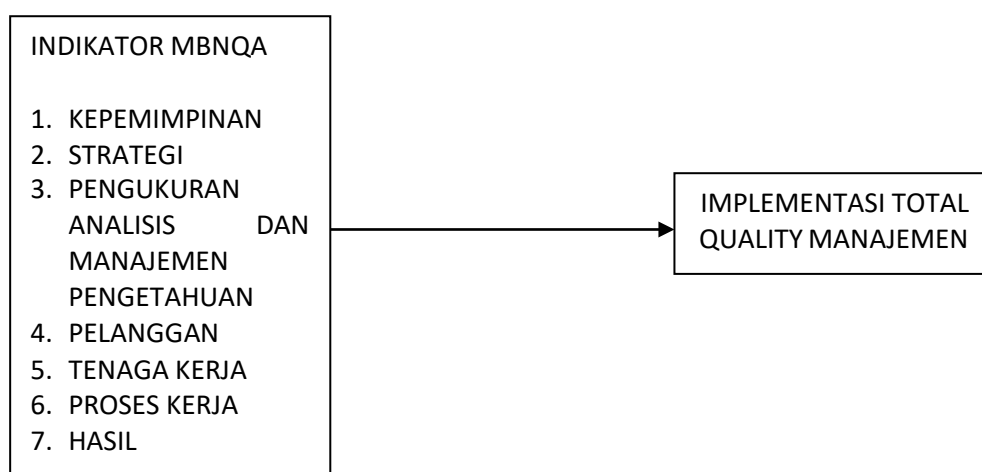 INDIKATOR MBNQA
1. KEPEMIMPINAN
2. STRATEGI
3. PENGUKURAN
ANALISIS DAN
MANAJEMEN
PENGETAHUAN
4. PELANGGAN
5. TENAGA KERJA
6. PROSES KERJA
7. HASIL
IMPLEMENTASI TOTAL
QUALITY MANAJEMEN